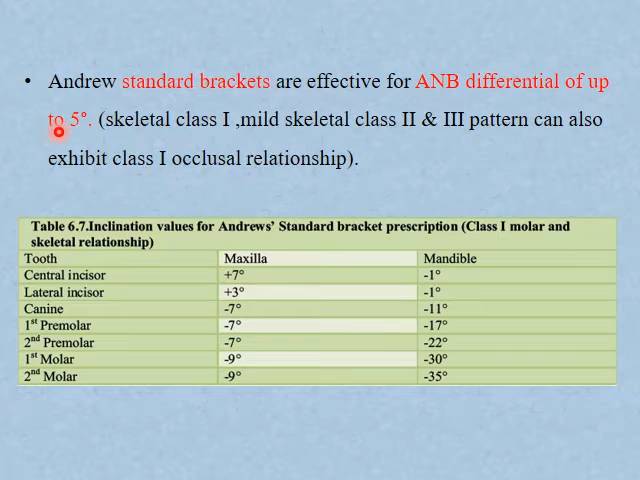 • Andrew standard brackets are effective for ANB differential of up
to 5°. (skeletal class I ,mild skeletal class II & III pattern can also
exhibit class I occlusal relationship).
Table 6.7.Inclination values for Andrews’ Standard bracket prescription (Class I molar and
skeletal relationship)
Tooth Maxilla Mandible
Central incisor +7° -1°
Lateral incisor +3° -1°
Canine -7° -11°
1st Premolar -7° -17°
2nd Premolar -7° -22°
1st Molar -9° -30°
2nd Molar -9° -35°